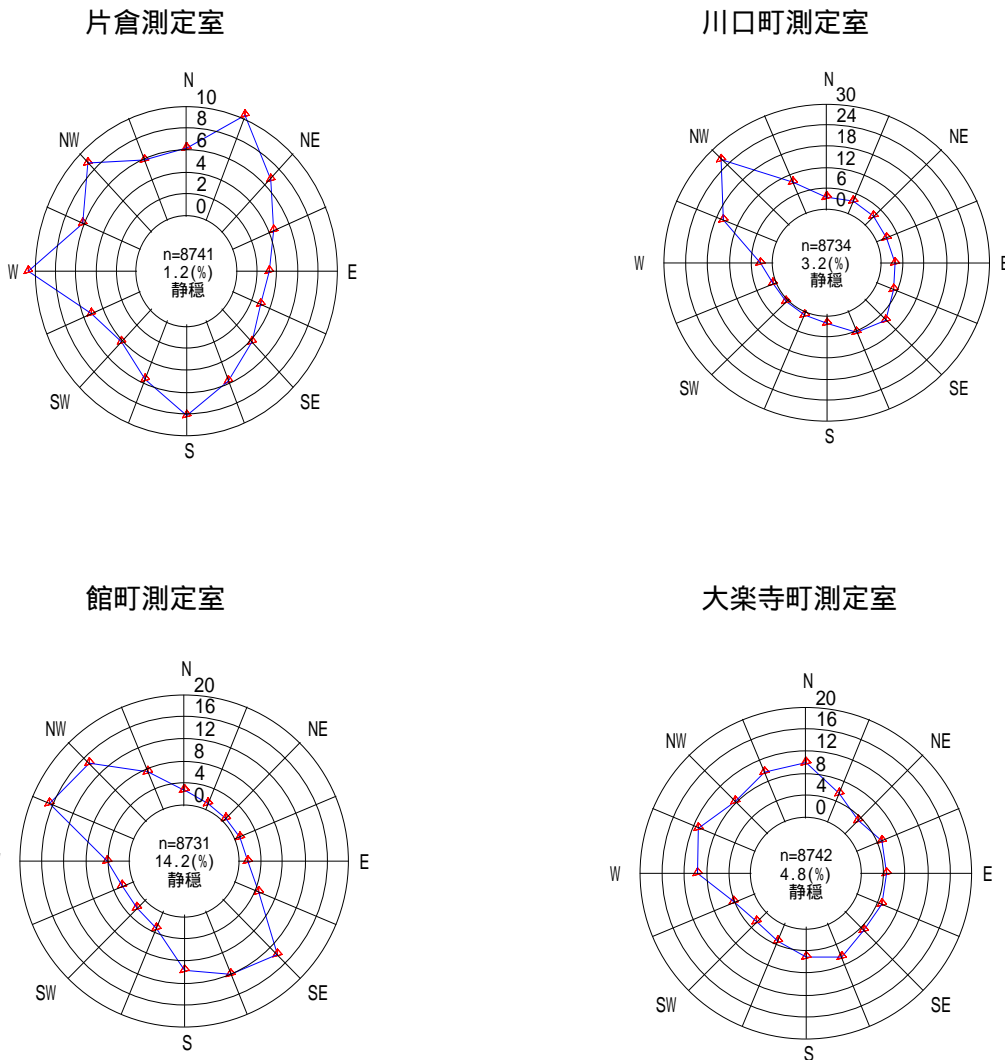 片倉測定室
N
10
8
6
4
2
0
NW
NE
W
E
n=8741
1.2(%)
静穏
SW
SE
S
川口町測定室
N
30
24
18
12
6
0
NW
NE
W
E
n=8734
3.2(%)
静穏
SW
SE
S
館町測定室
N
20
16
12
8
4
0
NW
NE
E
n=8731
14.2(%)
静穏
SW
SE
S
大楽寺町測定室
N
20
16
12
8
4
0
NW
NE
W
E
n=8742
4.8(%)
静穏
SW
SE
S